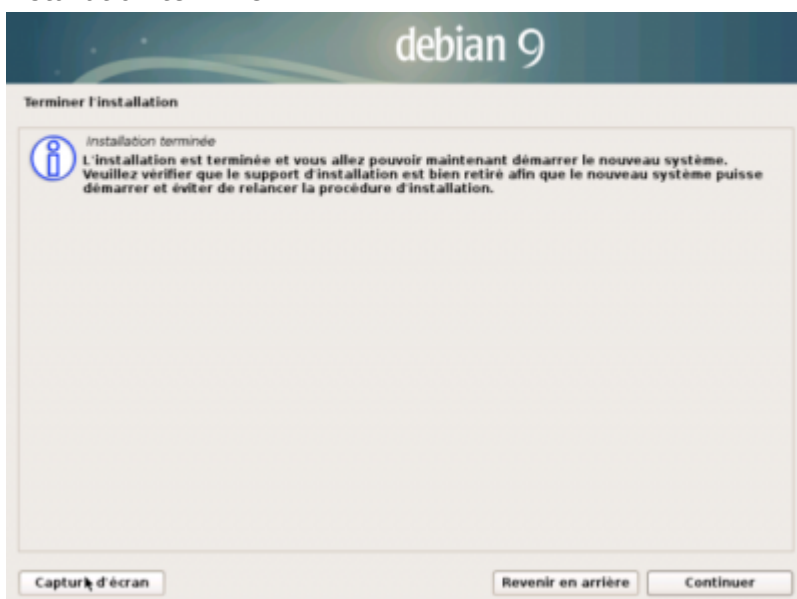 debian 9
Terminer l'installation
Installation terminée
L'installation est terminée et vous allez pouvoir maintenant démarrer le nouveau système.
Veuillez vérifier que le support d'installation est bien retiré afin que le nouveau système puisse
démarrer et éviter de relancer la procédure d'installation.
Capture d'écran
Revenir en arrière
Continuer